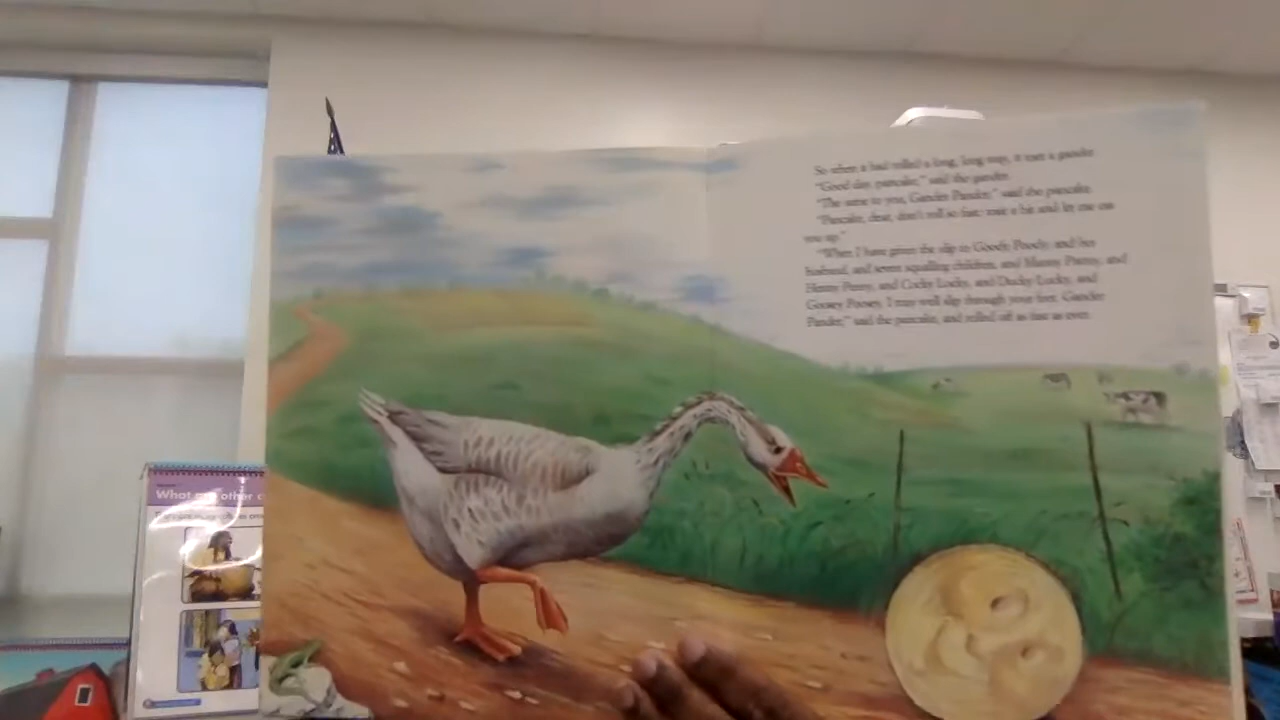 What other
So when it had rolled a long, long way, it met a gander.
"Good day, pancake," said the gander.
"The same to you, Gander Pander," said the pancake.
"Pancake, dear, don't roll so fast; wait a bit and let me eat
you up."
"When I have given the slip to Goody Poody and her
husband, and seven squalling children, and Manny Panny, and
Henny Penny, and Cocky Locky, and Ducky Lucky, and
Goosey Poosey, I may well slip through your feet, Gander
Pander," said the pancake, and rolled off as fast as ever.